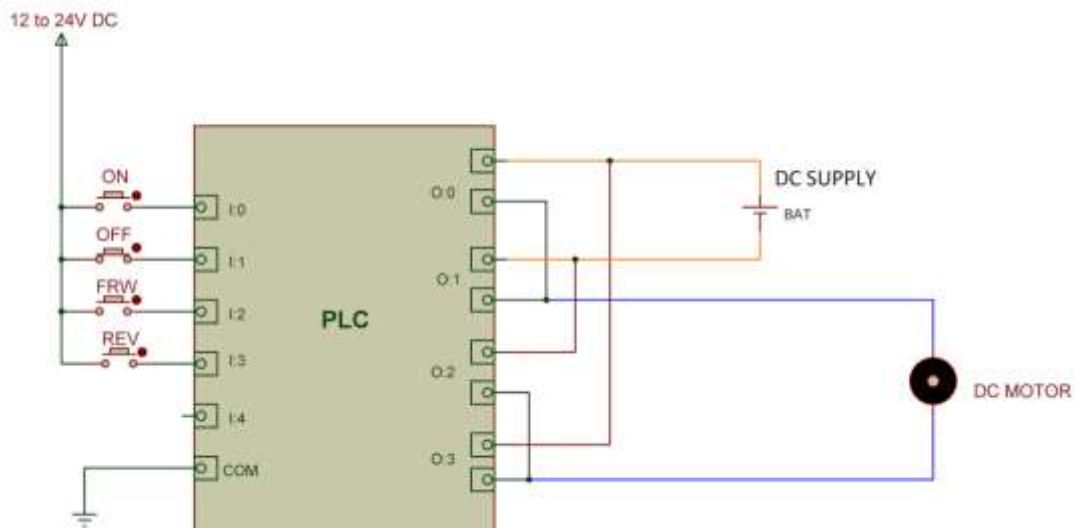 12 to 24V DC
ON
I:0
OFF
I:1
FRW
I:2
REV
I:3
I:4
COM
PLC
O:0
O:1
O:2
O:3
DC SUPPLY
BAT
DC MOTOR